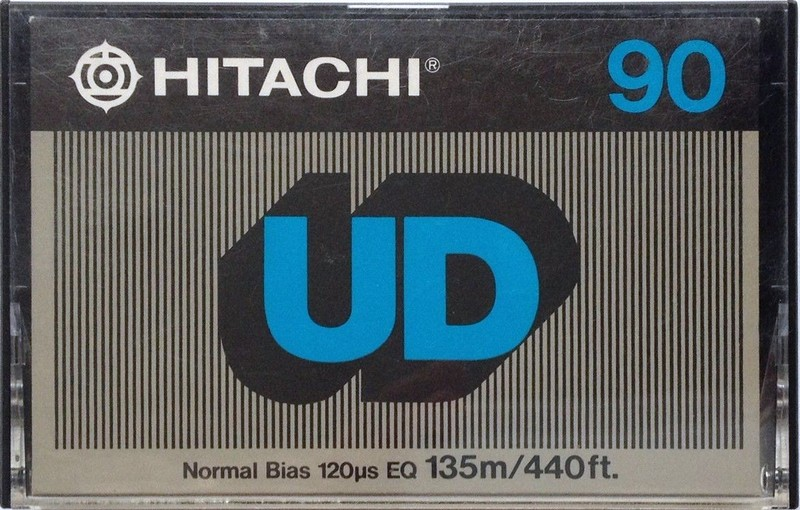 HITACHI® 90
UD
Normal Bias 120µs EQ 135m/440ft.